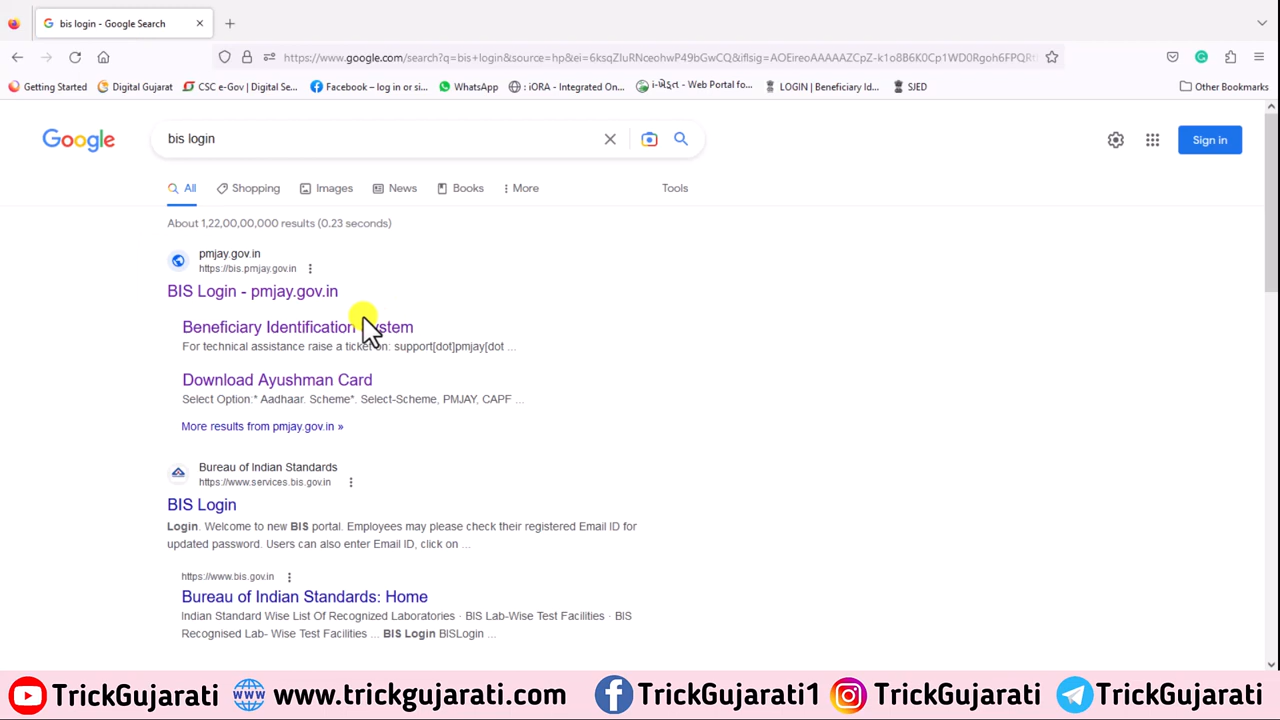 bis login - Google Search
https://www.google.com/search?q=bis+login&source=hp&ei=6ksqZIuRNceohwP49bGwCQ&iflsig=AOEireoAAAAAZCpZ-k1o8B6K0Cp1WD0Rgoh6FPQR
Getting Started
Digital Gujarat
CSC e-Gov | Digital Se...
Facebook – log in or si...
WhatsApp
: iORA - Integrated On...
Web Portal fo...
LOGIN | Beneficiary Id...
SJED
Other Bookmarks
Google
bis login
Sign in
All
Shopping
Images
News
Books
More
Tools
About 1,22,00,00,000 results (0.23 seconds)
pmjay.gov.in
https://bis.pmjay.gov.in
BIS Login - pmjay.gov.in
Beneficiary Identification
For technical assistance raise a ticket on: support[dot]pmjay[dot ...
Download Ayushman Card
Select Option:* Aadhaar. Scheme*. Select-Scheme, PMJAY, CAPF ...
More results from pmjay.gov.in »
Bureau of Indian Standards
https://www.services.bis.gov.in
BIS Login
Login. Welcome to new BIS portal. Employees may please check their registered Email ID for
updated password. Users can also enter Email ID, click on ...
https://www.bis.gov.in
Bureau of Indian Standards: Home
Indian Standard Wise List Of Recognized Laboratories · BIS Lab-Wise Test Facilities · BIS
Recognised Lab- Wise Test Facilities ... BIS Login BISLogin ...
TrickGujarati
www.trickgujarati.com
TrickGujarati1
TrickGujarati
TrickGujarati